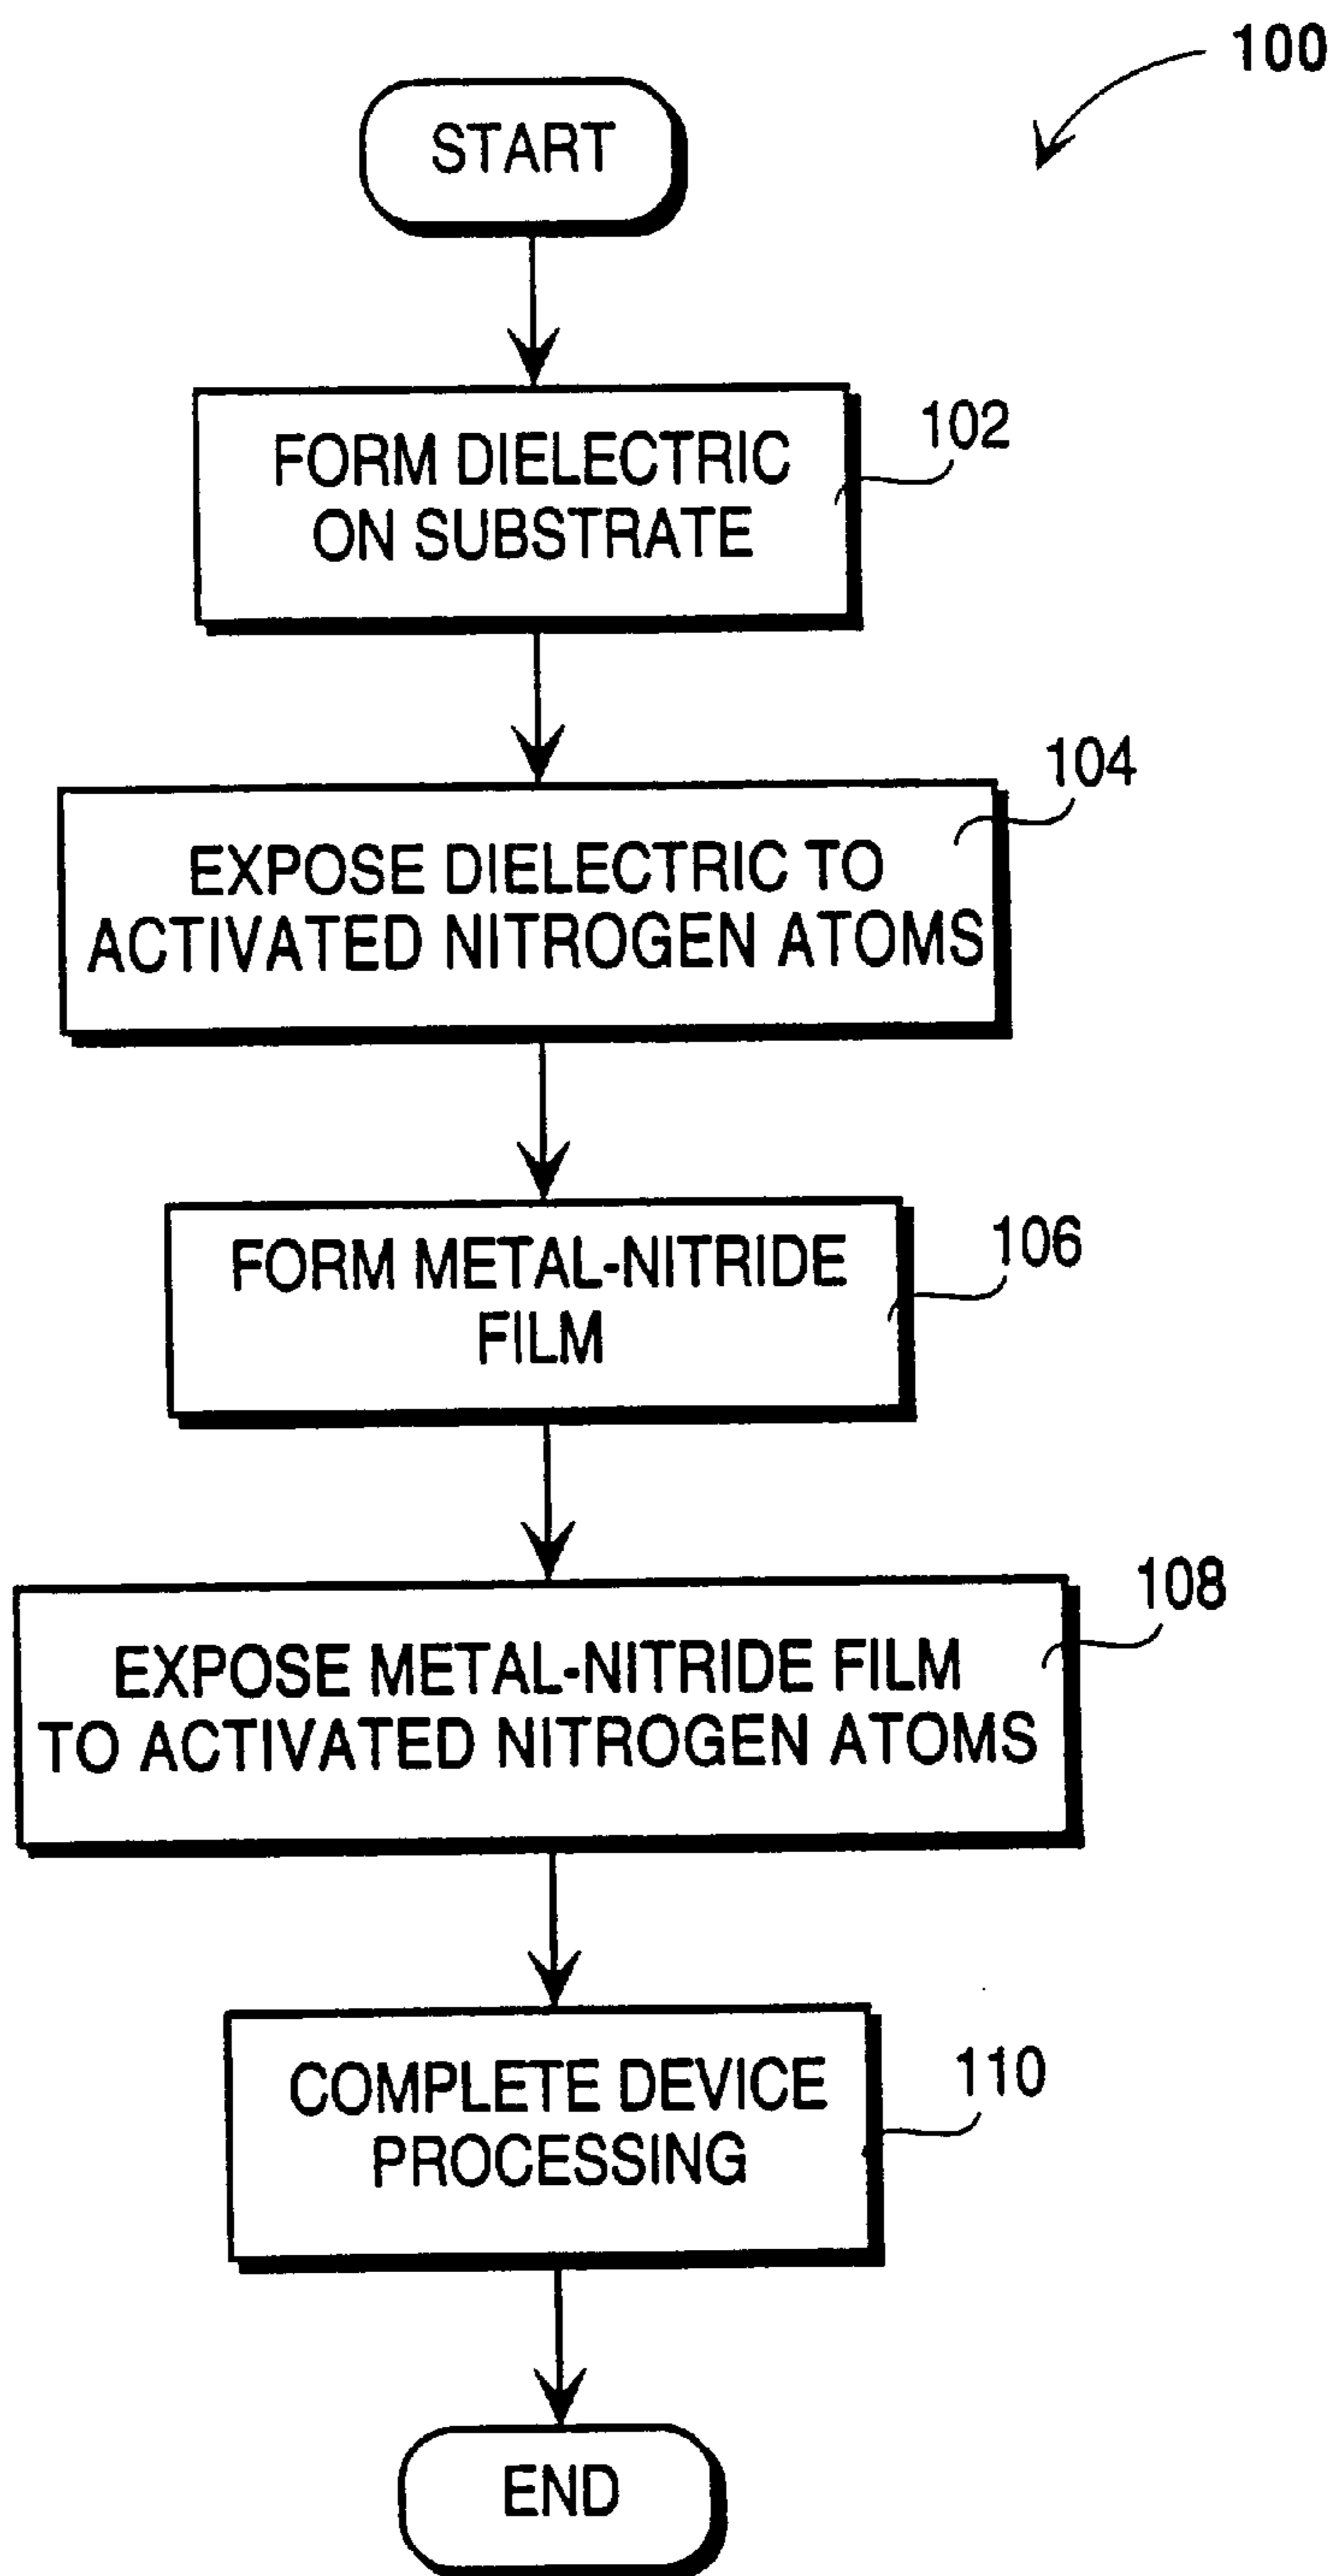 100
START
FORM DIELECTRIC
ON SUBSTRATE
102
EXPOSE DIELECTRIC TO
ACTIVATED NITROGEN ATOMS
104
FORM METAL-NITRIDE
FILM
106
EXPOSE METAL-NITRIDE FILM
TO ACTIVATED NITROGEN ATOMS
108
COMPLETE DEVICE
PROCESSING
110
END